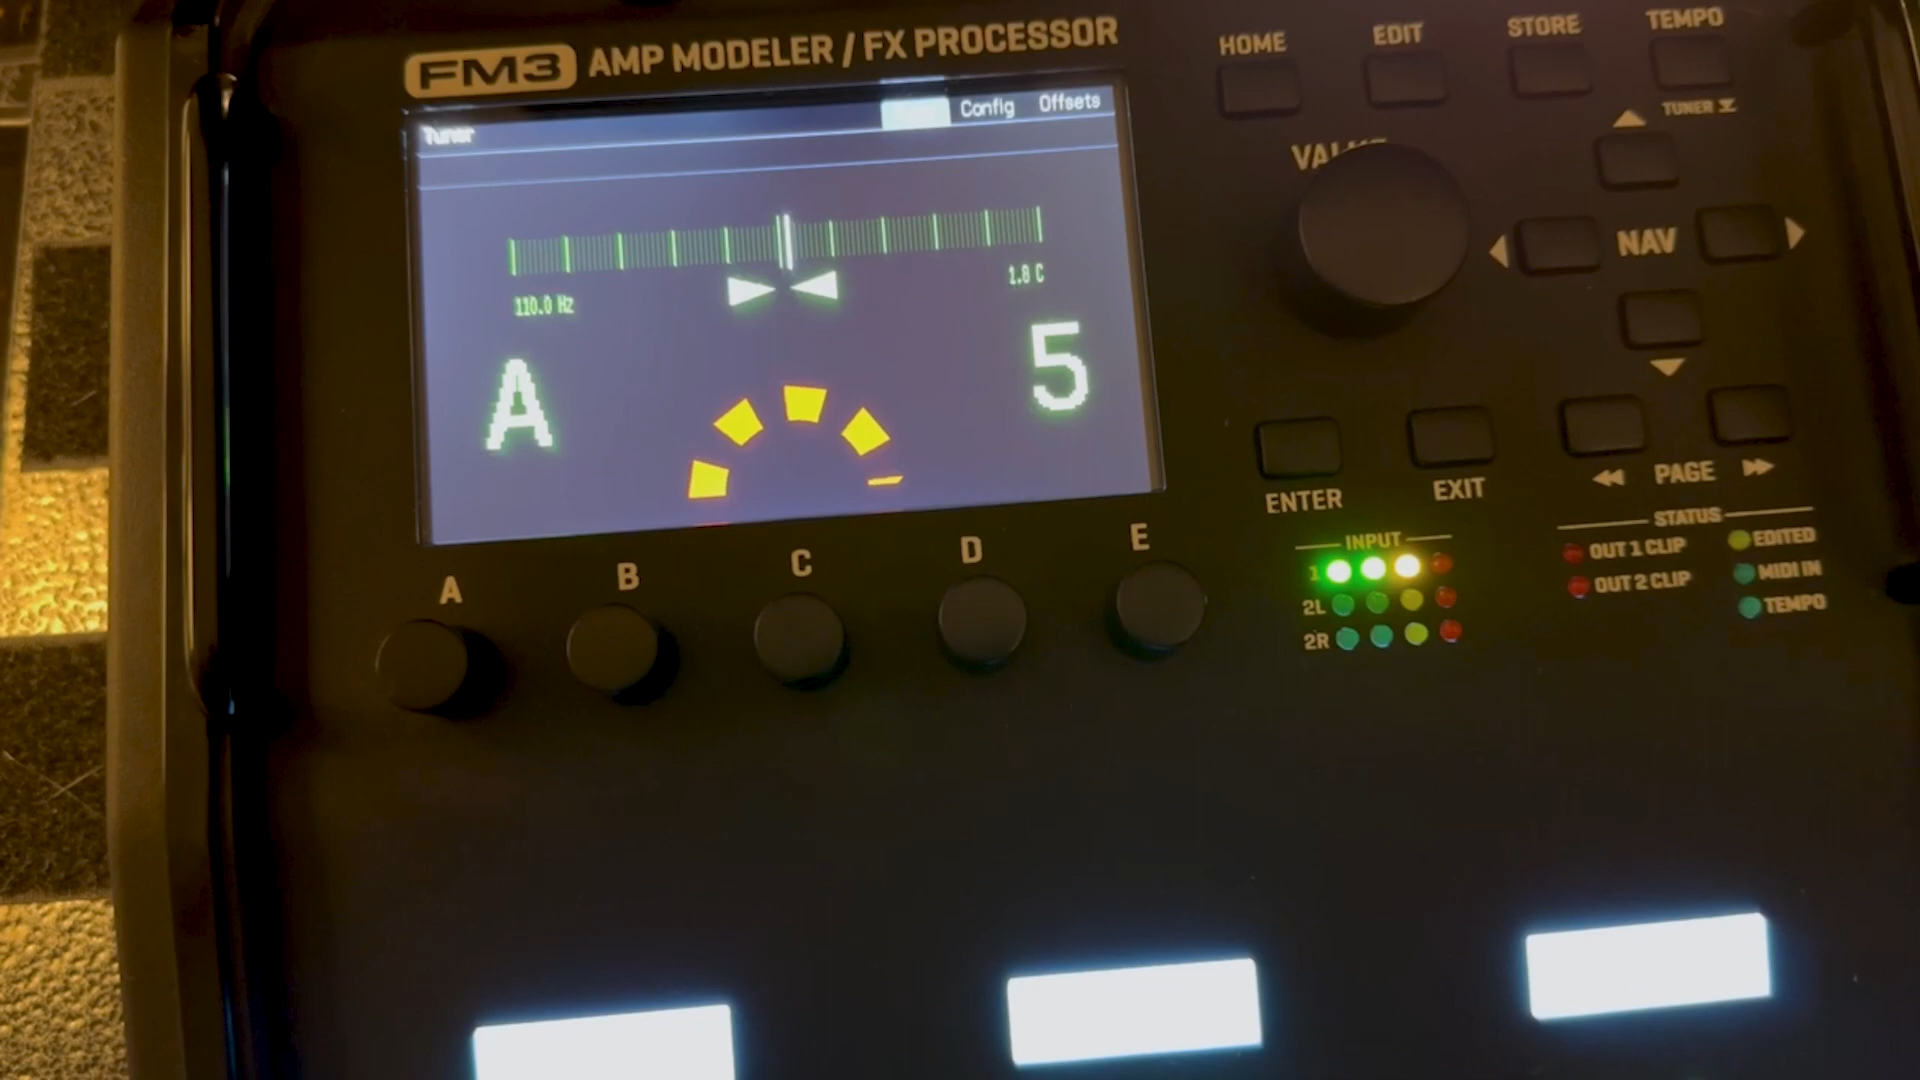 FM3 AMP MODELER / FX PROCESSOR
HOME EDIT STORE TEMPO
TUNER
Tuner Config Offsets
VALUE
NAV
110.0 Hz 1.8 C
A 5
ENTER EXIT PAGE
A B C D E
INPUT
1
2L
2R
STATUS
OUT 1 CLIP EDITED
OUT 2 CLIP MIDI IN
TEMPO